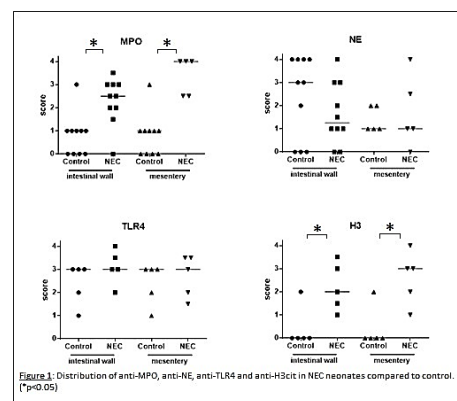 MPO
* *
4
3
2
1
0
score
Control NEC Control NEC
intestinal wall mesentery
NE
5
4
3
2
1
0
score
Control NEC Control NEC
intestinal wall mesentery
TLR4
4
3
2
1
0
score
Control NEC Control NEC
intestinal wall mesentery
H3
* *
4
3
2
1
0
score
Control NEC Control NEC
intestinal wall mesentery
Figure 1: Distribution of anti-MPO, anti-NE, anti-TLR4 and anti-H3cit in NEC neonates compared to control.
(*p<0.05)